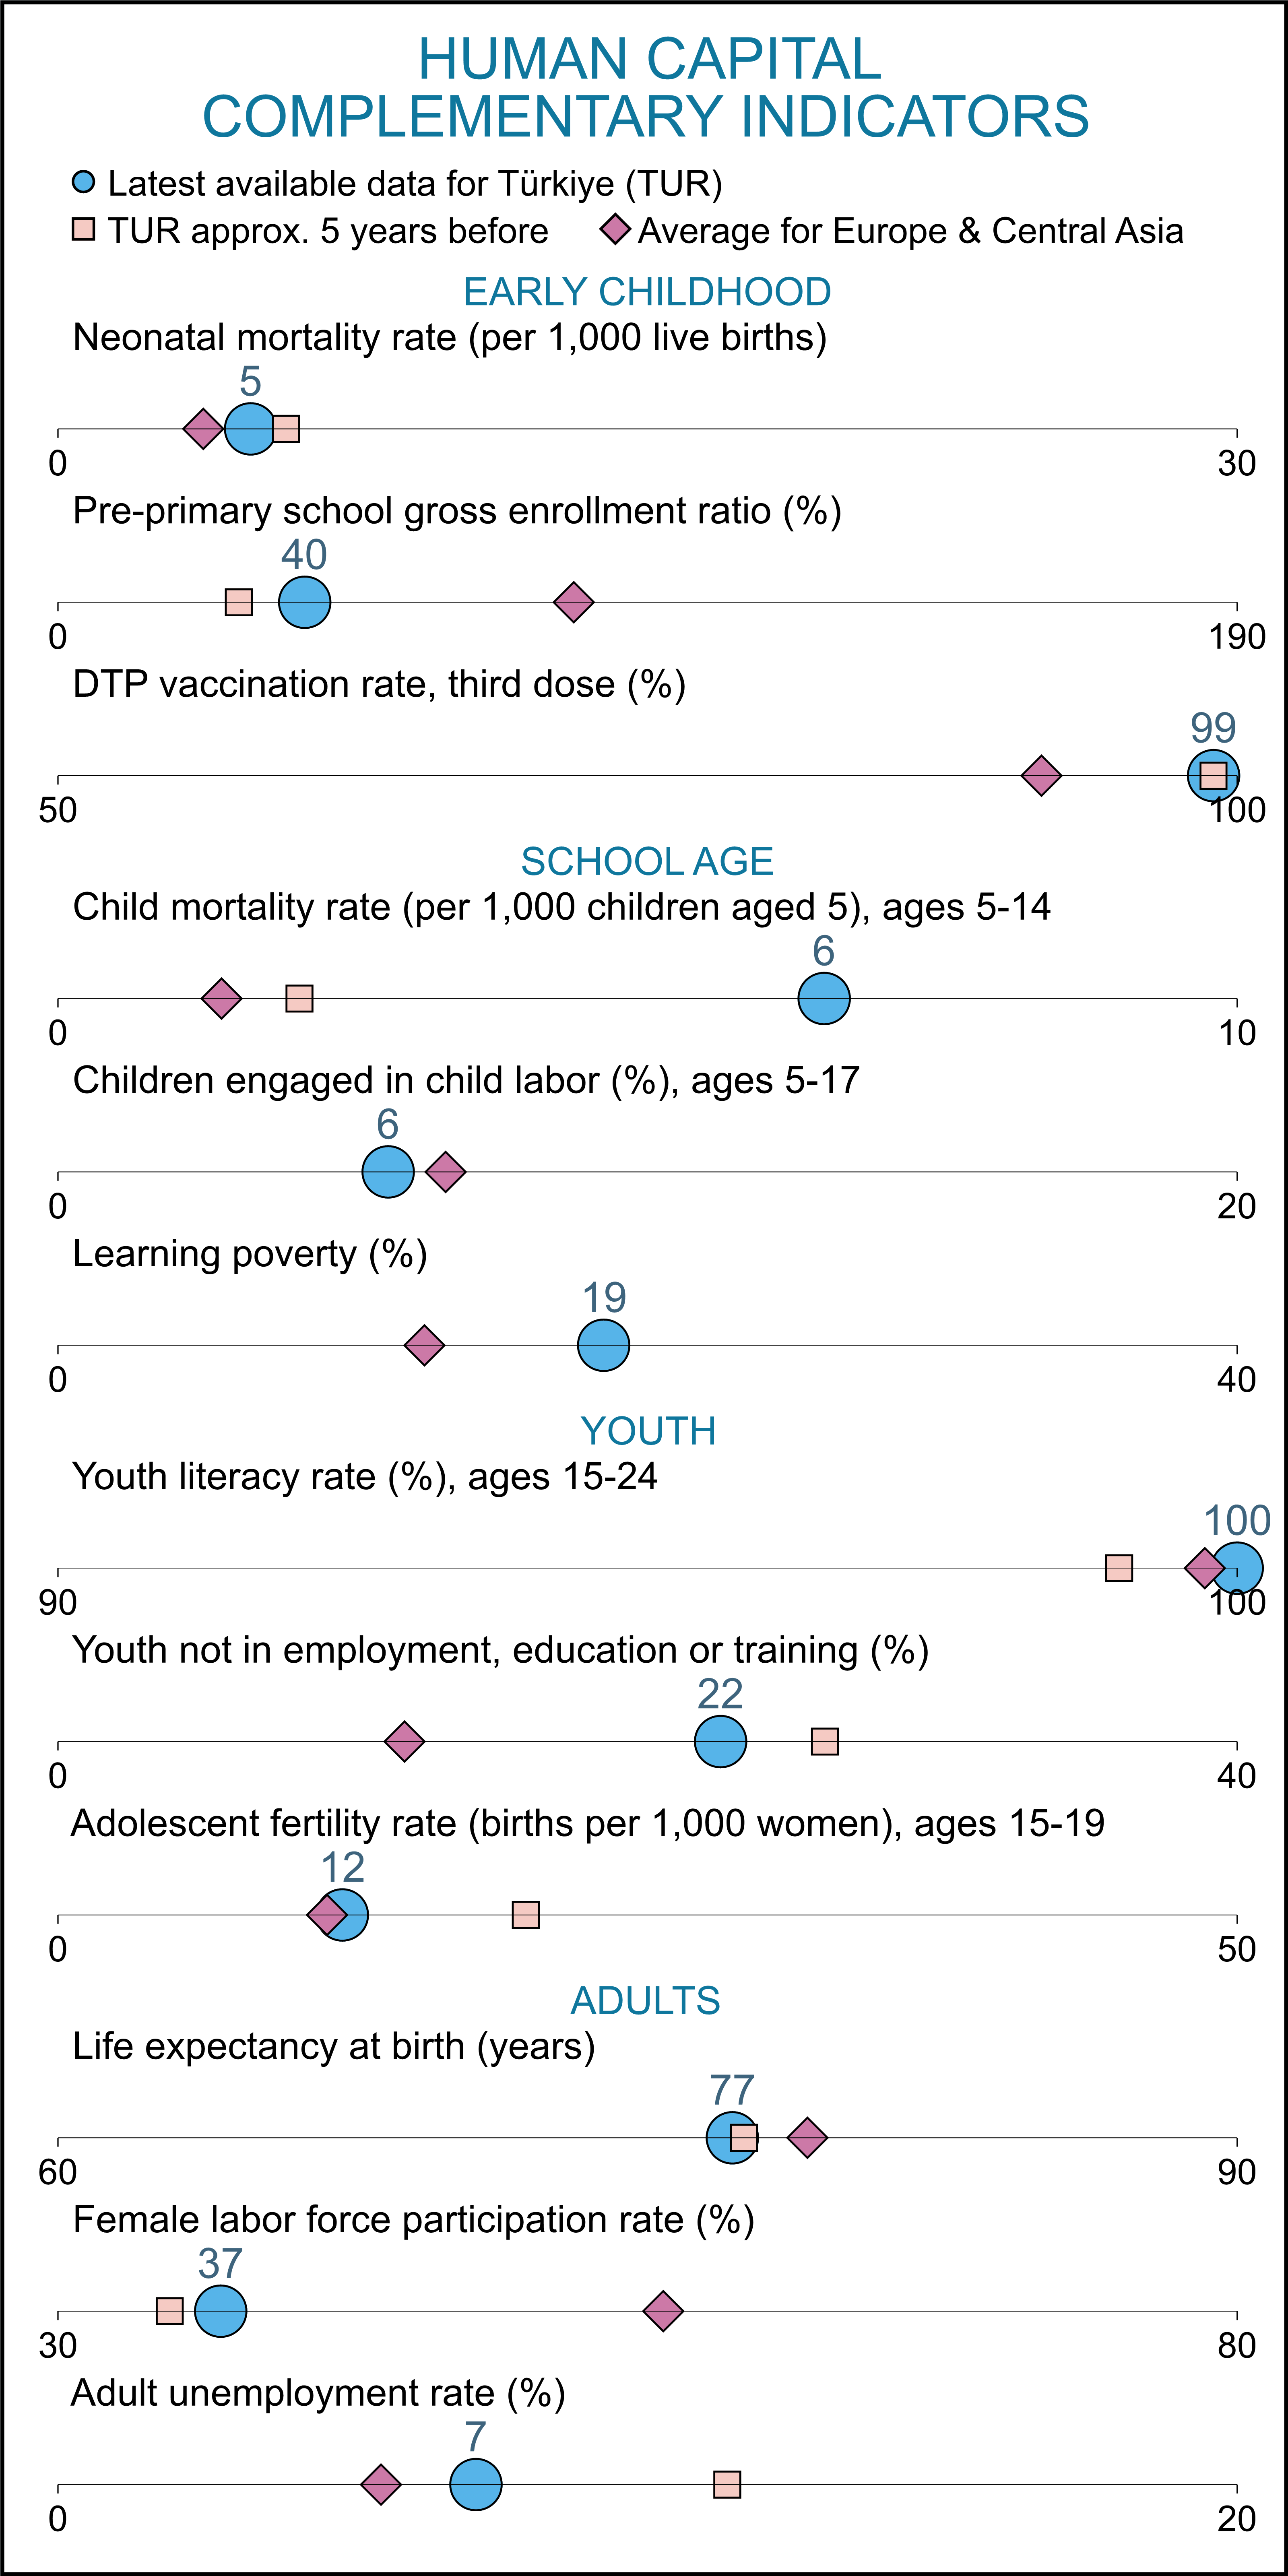 HUMAN CAPITAL
COMPLEMENTARY INDICATORS
Latest available data for Türkiye (TUR)
TUR approx. 5 years before Average for Europe & Central Asia
EARLY CHILDHOOD
Neonatal mortality rate (per 1,000 live births)
5
0 30
Pre-primary school gross enrollment ratio (%)
40
0 190
DTP vaccination rate, third dose (%)
99
50 100
SCHOOL AGE
Child mortality rate (per 1,000 children aged 5), ages 5-14
6
0 10
Children engaged in child labor (%), ages 5-17
6
0 20
Learning poverty (%)
19
0 40
YOUTH
Youth literacy rate (%), ages 15-24
100
90 100
Youth not in employment, education or training (%)
22
0 40
Adolescent fertility rate (births per 1,000 women), ages 15-19
12
0 50
ADULTS
Life expectancy at birth (years)
77
60 90
Female labor force participation rate (%)
37
30 80
Adult unemployment rate (%)
7
0 20